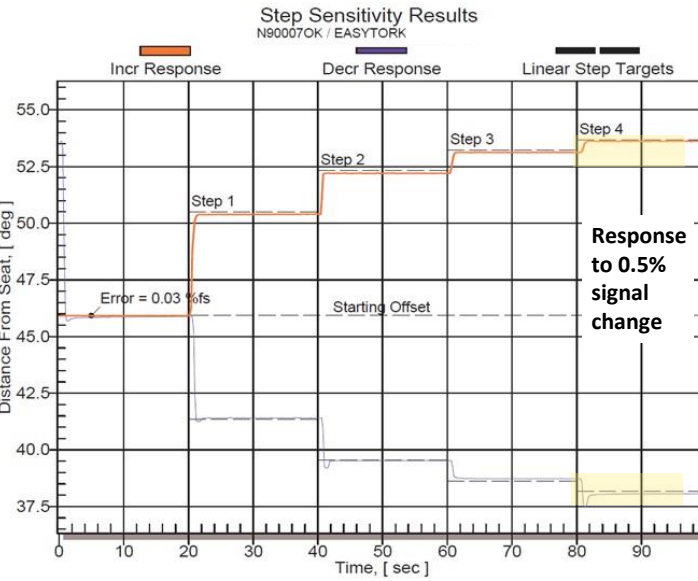 Step Sensitivity Results
N90007OK / EASYTORK
Incr Response
Decr Response
Linear Step Targets
Distance From Seat, [ deg ]
55.0
52.5
50.0
47.5
45.0
42.5
40.0
37.5
Step 1
Step 2
Step 3
Step 4
Error = 0.03 %fs
Starting Offset
Response
to 0.5%
signal
change
0 10 20 30 40 50 60 70 80 90
Time, [ sec ]